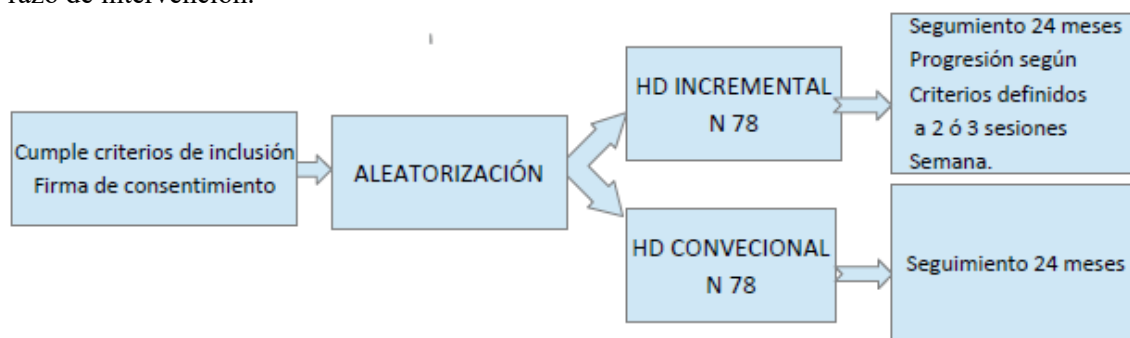 razo de intervención.
Cumple criterios de inclusión
Firma de consentimiento
ALEATORIZACIÓN
HD INCREMENTAL
N 78
Segumiento 24 meses
Progresión según
Criterios definidos
a 2 ó 3 sesiones
Semana.
HD CONVECIONAL
N 78
Seguimiento 24 meses